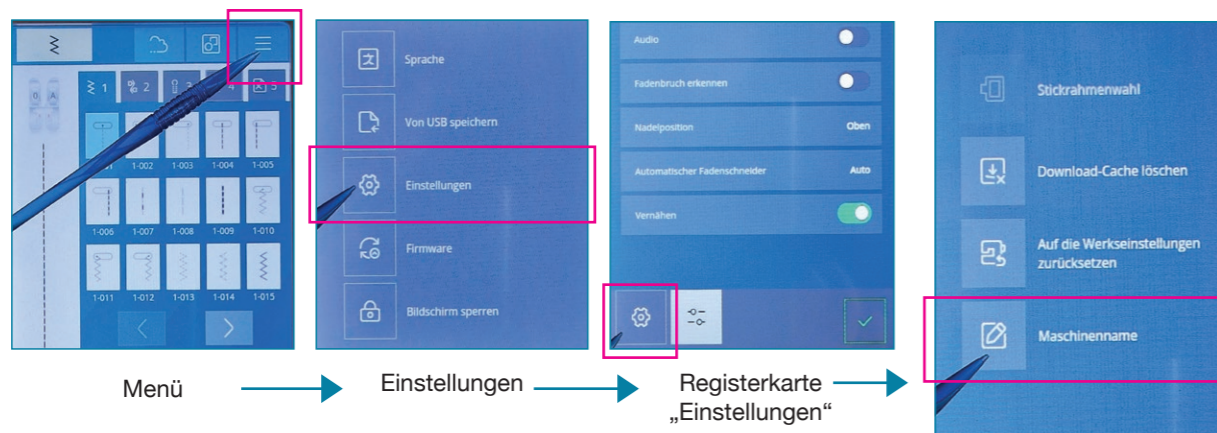 0 A
1 2 3 4 5
1-002 1-003 1-004 1-005
1-006 1-007 1-008 1-009 1-010
1-011 1-012 1-013 1-014 1-015
Sprache
Von USB speichern
Einstellungen
Firmware
Bildschirm sperren
Audio
Fadenbruch erkennen
Nadelposition Oben
Automatischer Fadenschneider Auto
Vernähen
Stickrahmenwahl
Download-Cache löschen
Auf die Werkseinstellungen
zurücksetzen
Maschinenname
Menü
Einstellungen
Registerkarte
„Einstellungen“